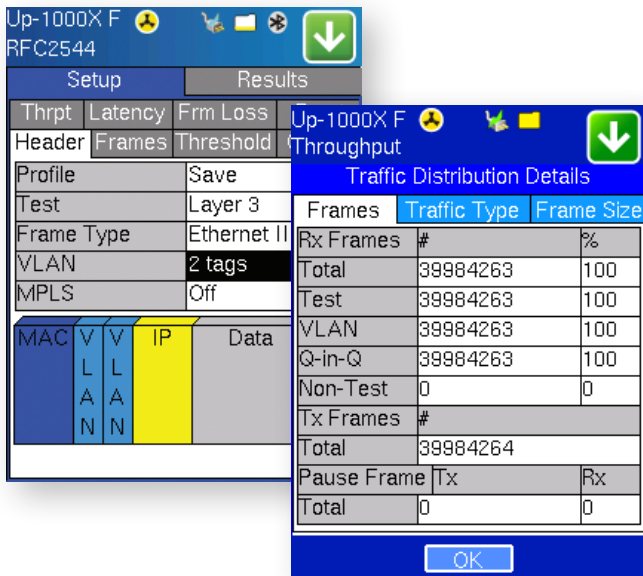 Up-1000X F
RFC2544
Setup Results
Thrpt Latency Frm Loss
Header Frames Threshold
Profile Save
Test Layer 3
Frame Type Ethernet II
VLAN 2 tags
MPLS Off
MAC VLAN VLAN IP Data
Up-1000X F
Throughput
Traffic Distribution Details
Frames Traffic Type Frame Size
Rx Frames # %
Total 39984263 100
Test 39984263 100
VLAN 39984263 100
Q-in-Q 39984263 100
Non-Test 0 0
Tx Frames #
Total 39984264
Pause Frame Tx Rx
Total 0 0
OK